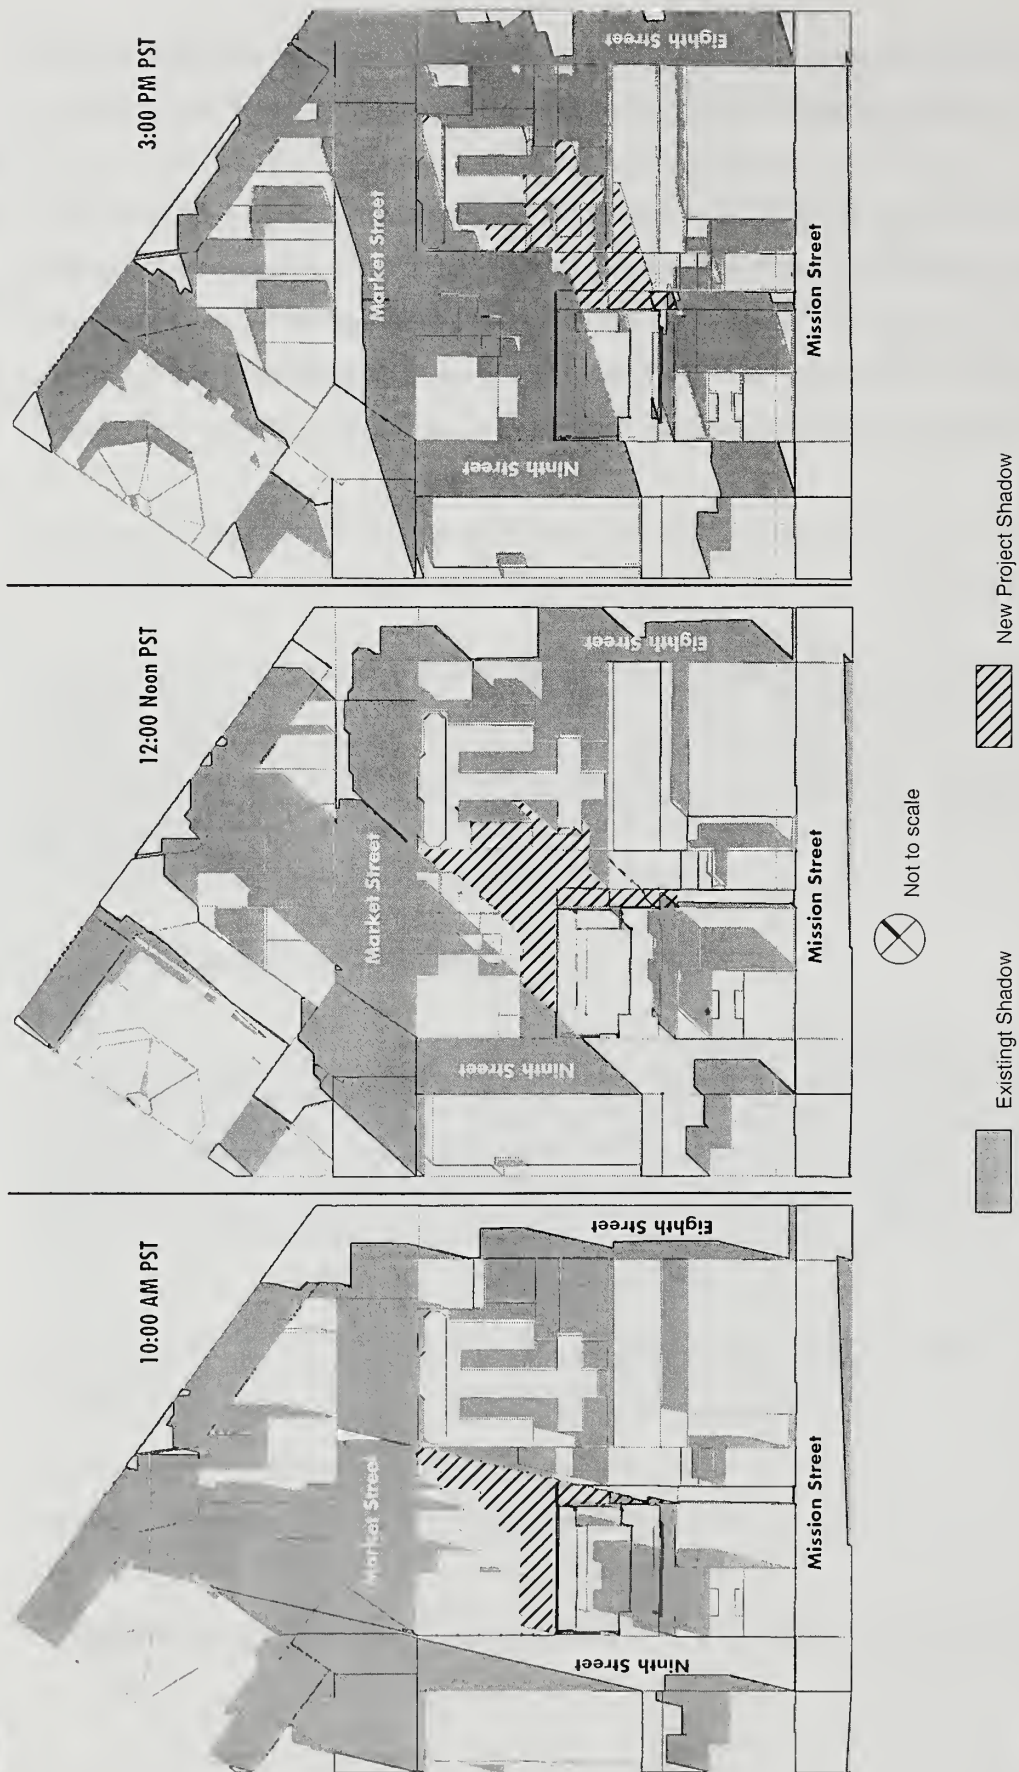 10:00 AM PST
Market Street
Ninth Street
Eighth Street
Mission Street
12:00 Noon PST
Market Street
Ninth Street
Eighth Street
Mission Street
3:00 PM PST
Market Street
Ninth Street
Eighth Street
Mission Street
Not to scale
Existingt Shadow
New Project Shadow